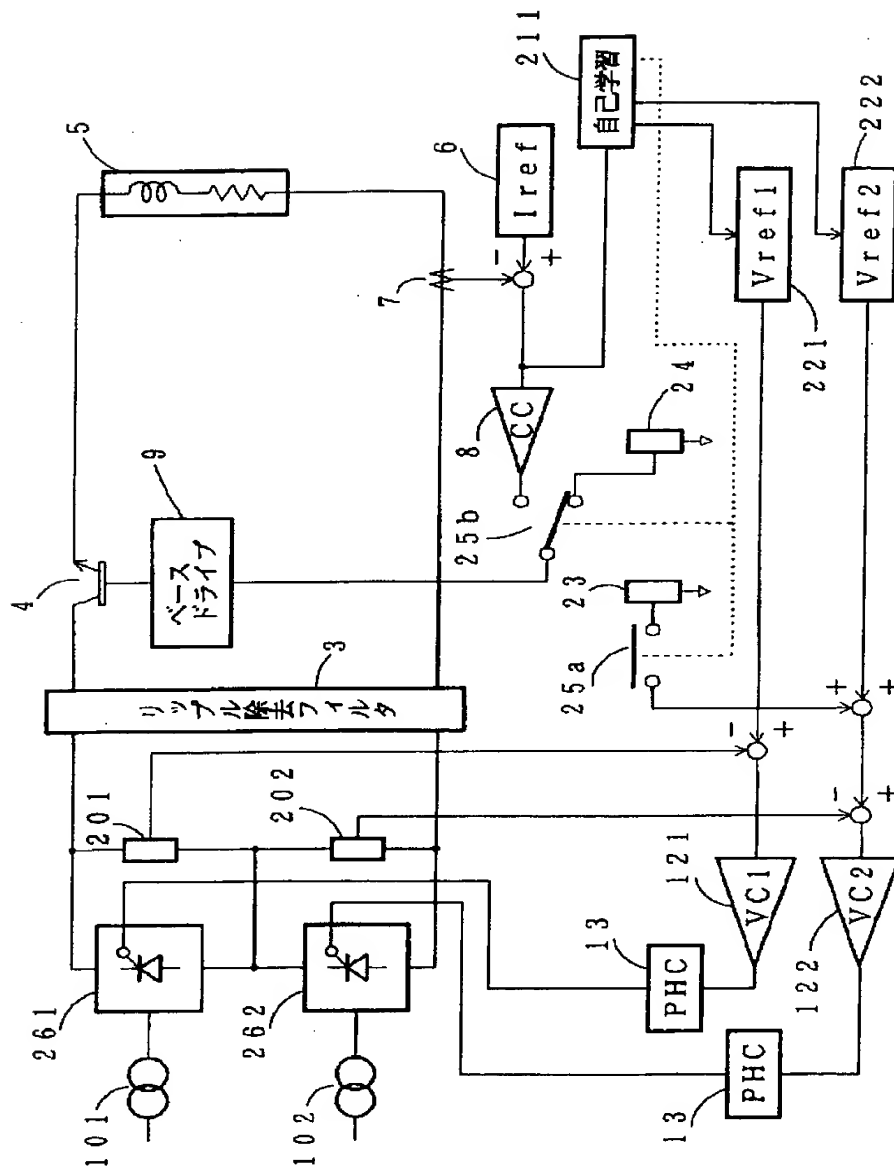 101
102
261
262
201
202
リップル除去フィルタ
3
4
ベース
ドライブ
9
5
7
-
+
6
Iref
8
CC
25b
24
25a
23
自己学習
211
Vref1
221
Vref2
222
-
+
+
+
-
+
VC1
121
VC2
122
PHC
13
PHC
13